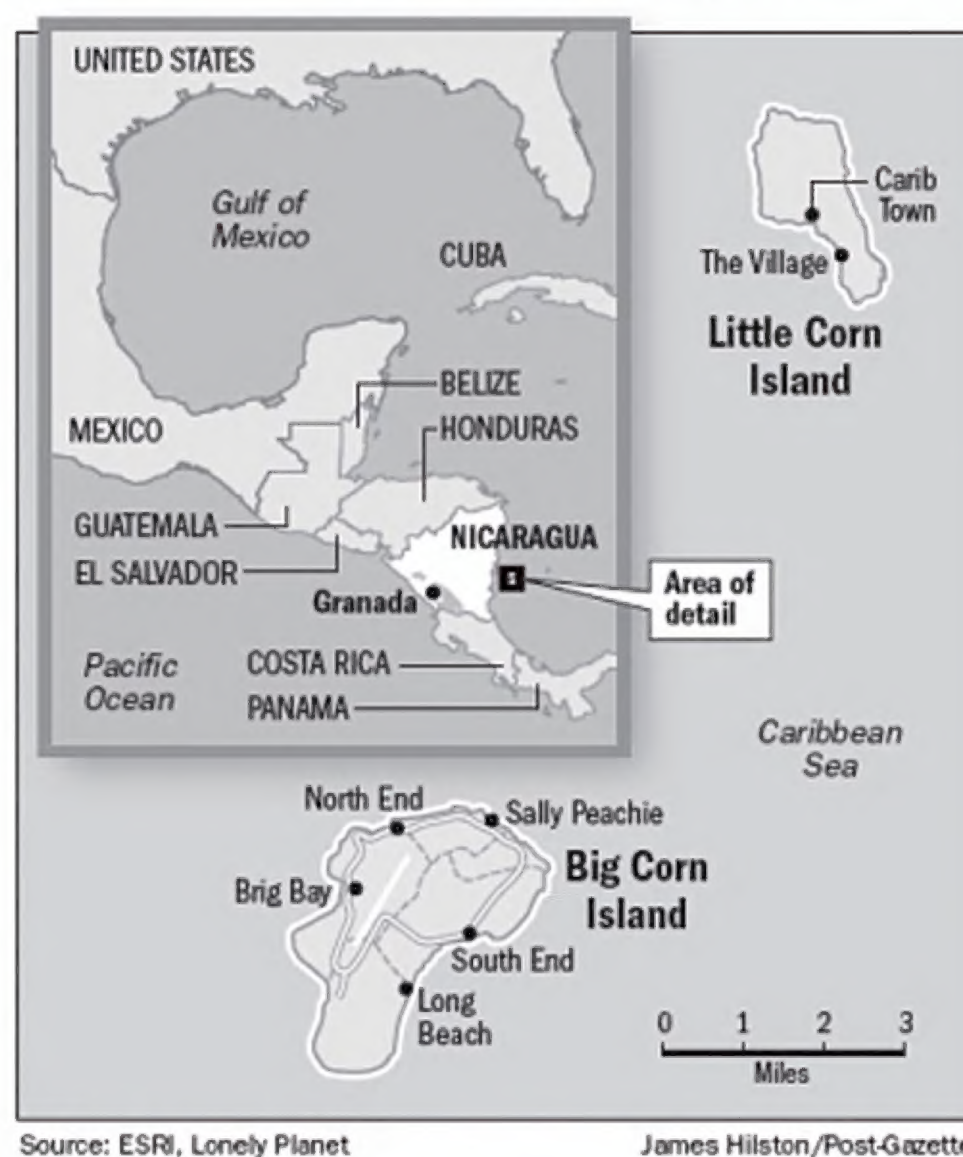 UNITED STATES
Gulf of
Mexico
CUBA
Carib
Town
The Village
Little Corn
Island
BELIZE
MEXICO
HONDURAS
GUATEMALA
NICARAGUA
EL SALVADOR
Area of
detail
Granada
Pacific
Ocean
COSTA RICA
PANAMA
Caribbean
Sea
North End
Sally Peachie
Brig Bay
Big Corn
Island
South End
Long
Beach
0 1 2 3
Miles
Source: ESRI, Lonely Planet
James Hilston/Post-Gazette